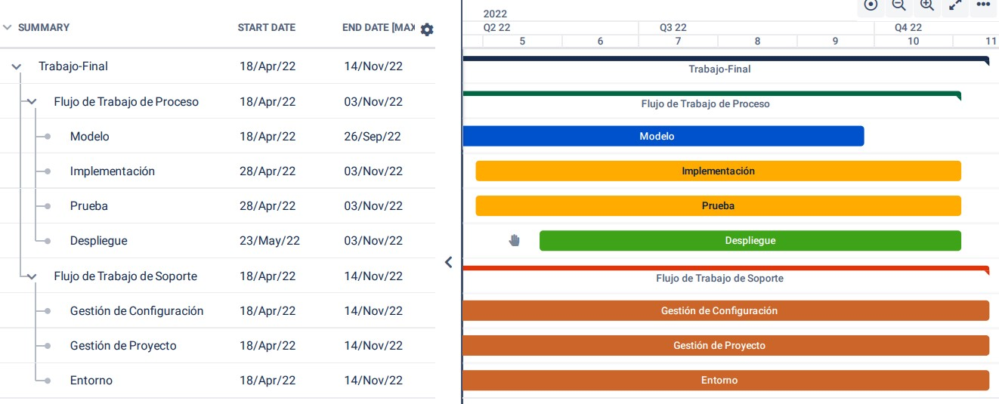 2022
SUMMARY START DATE END DATE [MAX Q2 22 Q3 22 Q4 22
5 6 7 8 9 10 11
Trabajo-Final 18/Apr/22 14/Nov/22 Trabajo-Final
Flujo de Trabajo de Proceso 18/Apr/22 03/Nov/22 Flujo de Trabajo de Proceso
Modelo 18/Apr/22 26/Sep/22 Modelo
Implementación 28/Apr/22 03/Nov/22 Implementación
Prueba 28/Apr/22 03/Nov/22 Prueba
Despliegue 23/May/22 03/Nov/22 Despliegue
Flujo de Trabajo de Soporte 18/Apr/22 14/Nov/22 Flujo de Trabajo de Soporte
Gestión de Configuración 18/Apr/22 14/Nov/22 Gestión de Configuración
Gestión de Proyecto 18/Apr/22 14/Nov/22 Gestión de Proyecto
Entorno 18/Apr/22 14/Nov/22 Entorno